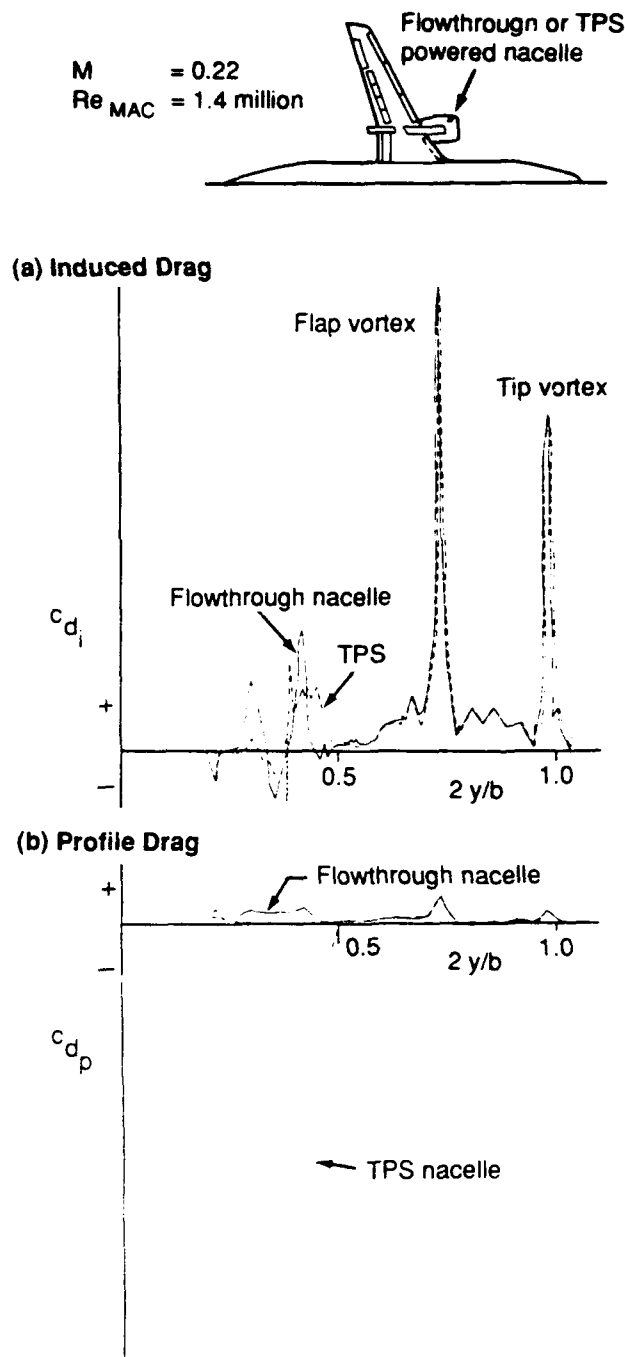 Flowthrougn or TPS
powered nacelle
M = 0.22
Re MAC = 1.4 million
(a) Induced Drag
Flap vortex
Tip vortex
Flowthrough nacelle
TPS
c d i
+
−
0.5
2 y/b
1.0
(b) Profile Drag
+
Flowthrough nacelle
−
0.5
2 y/b
1.0
c d p
TPS nacelle